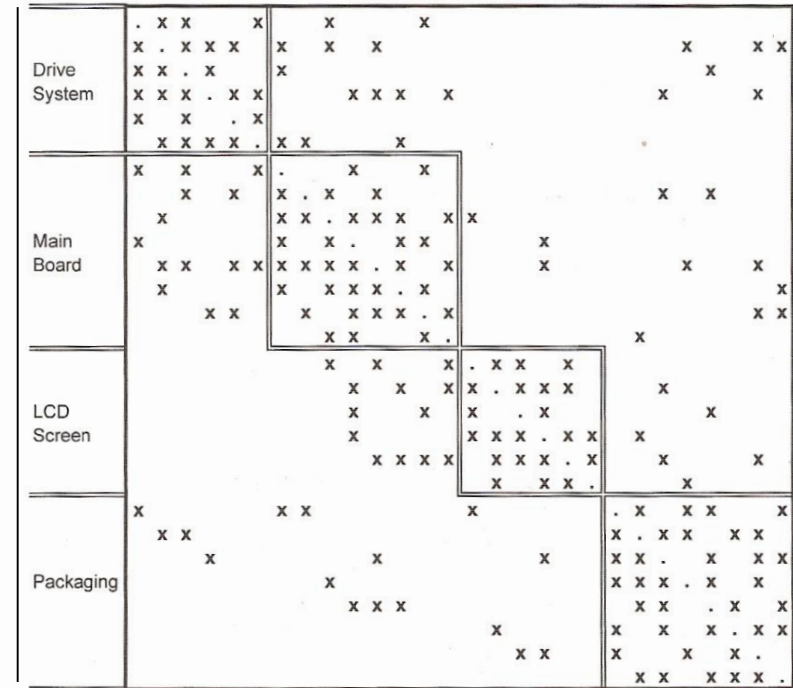 . x x x x x
x . x x x x x x x x x
Drive x x . x x x
System x x x . x x x x x x x x
x x . x
x x x x . x x x
x x x . x x
x x x . x x x x
x x x . x x x x x
Main x x x . x x x
Board x x x x x x x x . x x x x x
x x x x x . x x
x x x x x x . x x x
x x x . x
x x x . x x x
x x x x . x x x x
LCD x x x . x x
Screen x x x x . x x x
x x x x x x x . x x x
x x x . x
x x x x . x x x x
x x x . x x x x
x x x x x . x x x
Packaging x x x x . x x
x x x x x . x x
x x x x . x x
x x x x x .
x x x x x .